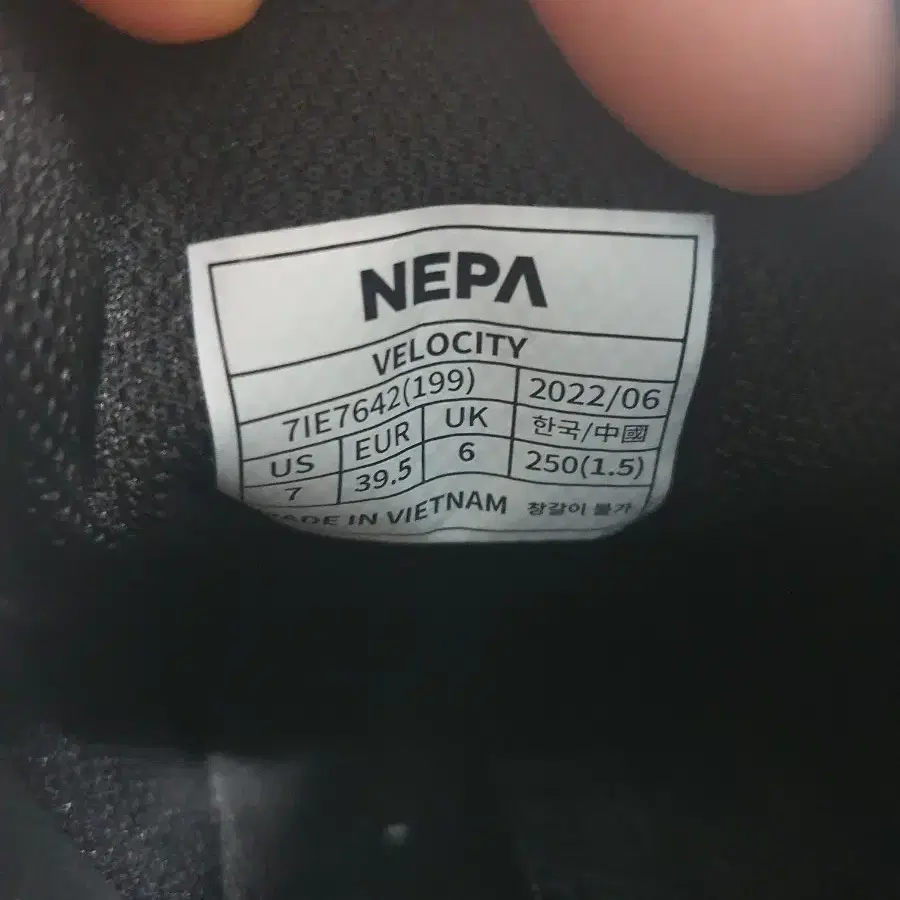 NEPA
VELOCITY
7IE7642(199) 2022/06
US EUR UK 한국/中國
7 39.5 6 250(1.5)
MADE IN VIETNAM 창갈이 불가